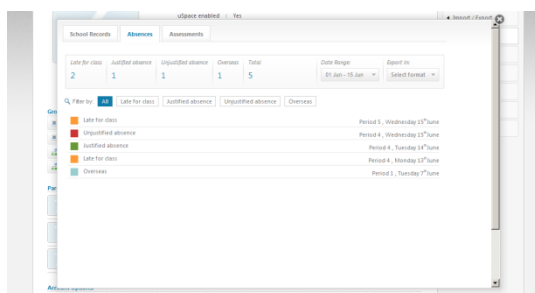 uSpace enabled | Yes
Import / Export
School Records Absences Assessments
Late for class Justified absence Unjustified absence Overseas Total: Date Range: Export in:
2 1 1 1 5 01 Jun - 15 Jun Select format
Filter by: All Late for class Justified absence Unjustified absence Overseas
Late for class Period 5 , Wednesday 15th June
Unjustified absence Period 4 , Wednesday 15th June
Justified absence Period 4 , Tuesday 14th June
Late for class Period 4 , Monday 13th June
Overseas Period 1 , Tuesday 7th June